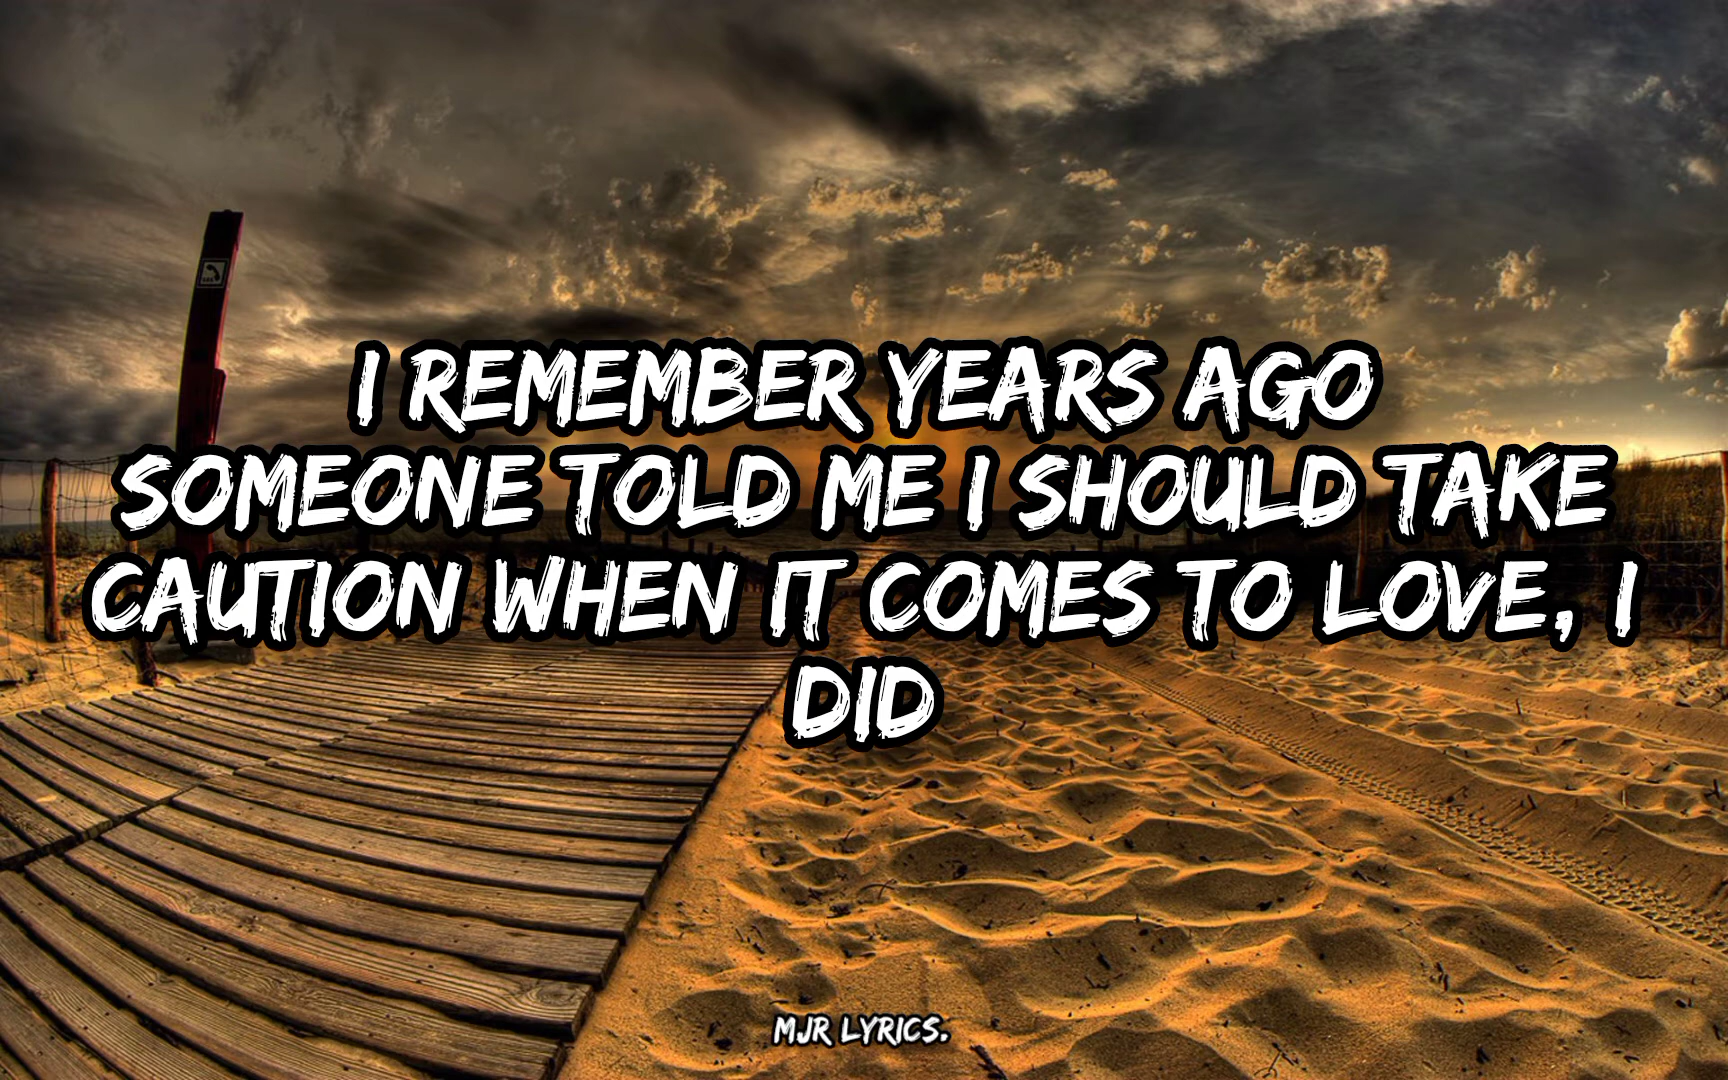 I REMEMBER YEARS AGO
SOMEONE TOLD ME I SHOULD TAKE
CAUTION WHEN IT COMES TO LOVE, I
DID
MJR LYRICS.